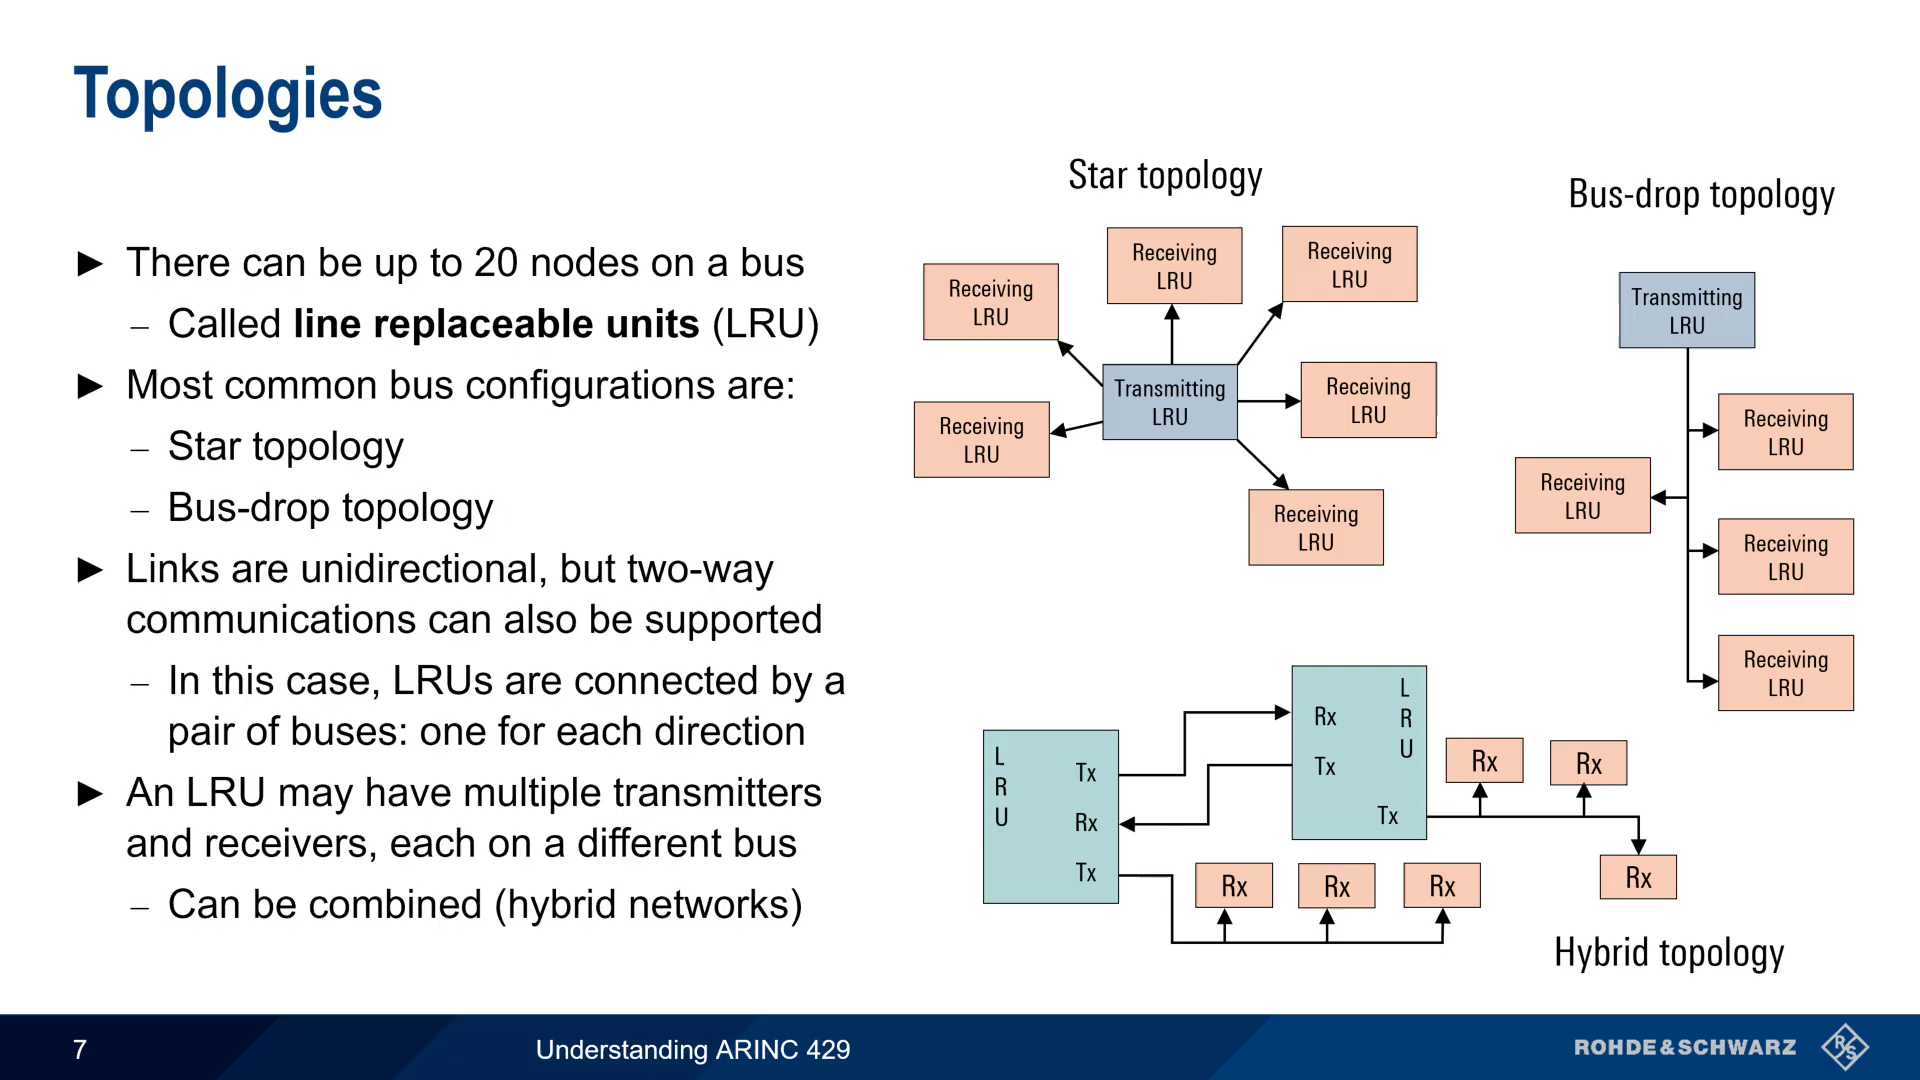 Topologies
► There can be up to 20 nodes on a bus
– Called line replaceable units (LRU)
► Most common bus configurations are:
– Star topology
– Bus-drop topology
► Links are unidirectional, but two-way
communications can also be supported
– In this case, LRUs are connected by a
pair of buses: one for each direction
► An LRU may have multiple transmitters
and receivers, each on a different bus
– Can be combined (hybrid networks)
Star topology
Receiving
LRU
Receiving
LRU
Receiving
LRU
Transmitting
LRU
Receiving
LRU
Receiving
LRU
Receiving
LRU
Bus-drop topology
Transmitting
LRU
Receiving
LRU
Receiving
LRU
Receiving
LRU
Receiving
LRU
L
R
U
Tx
Rx
Tx
Rx
Tx
Tx
L
R
U
Rx
Rx
Rx
Rx
Rx
Rx
Hybrid topology
7
Understanding ARINC 429
ROHDE & SCHWARZ
R
S